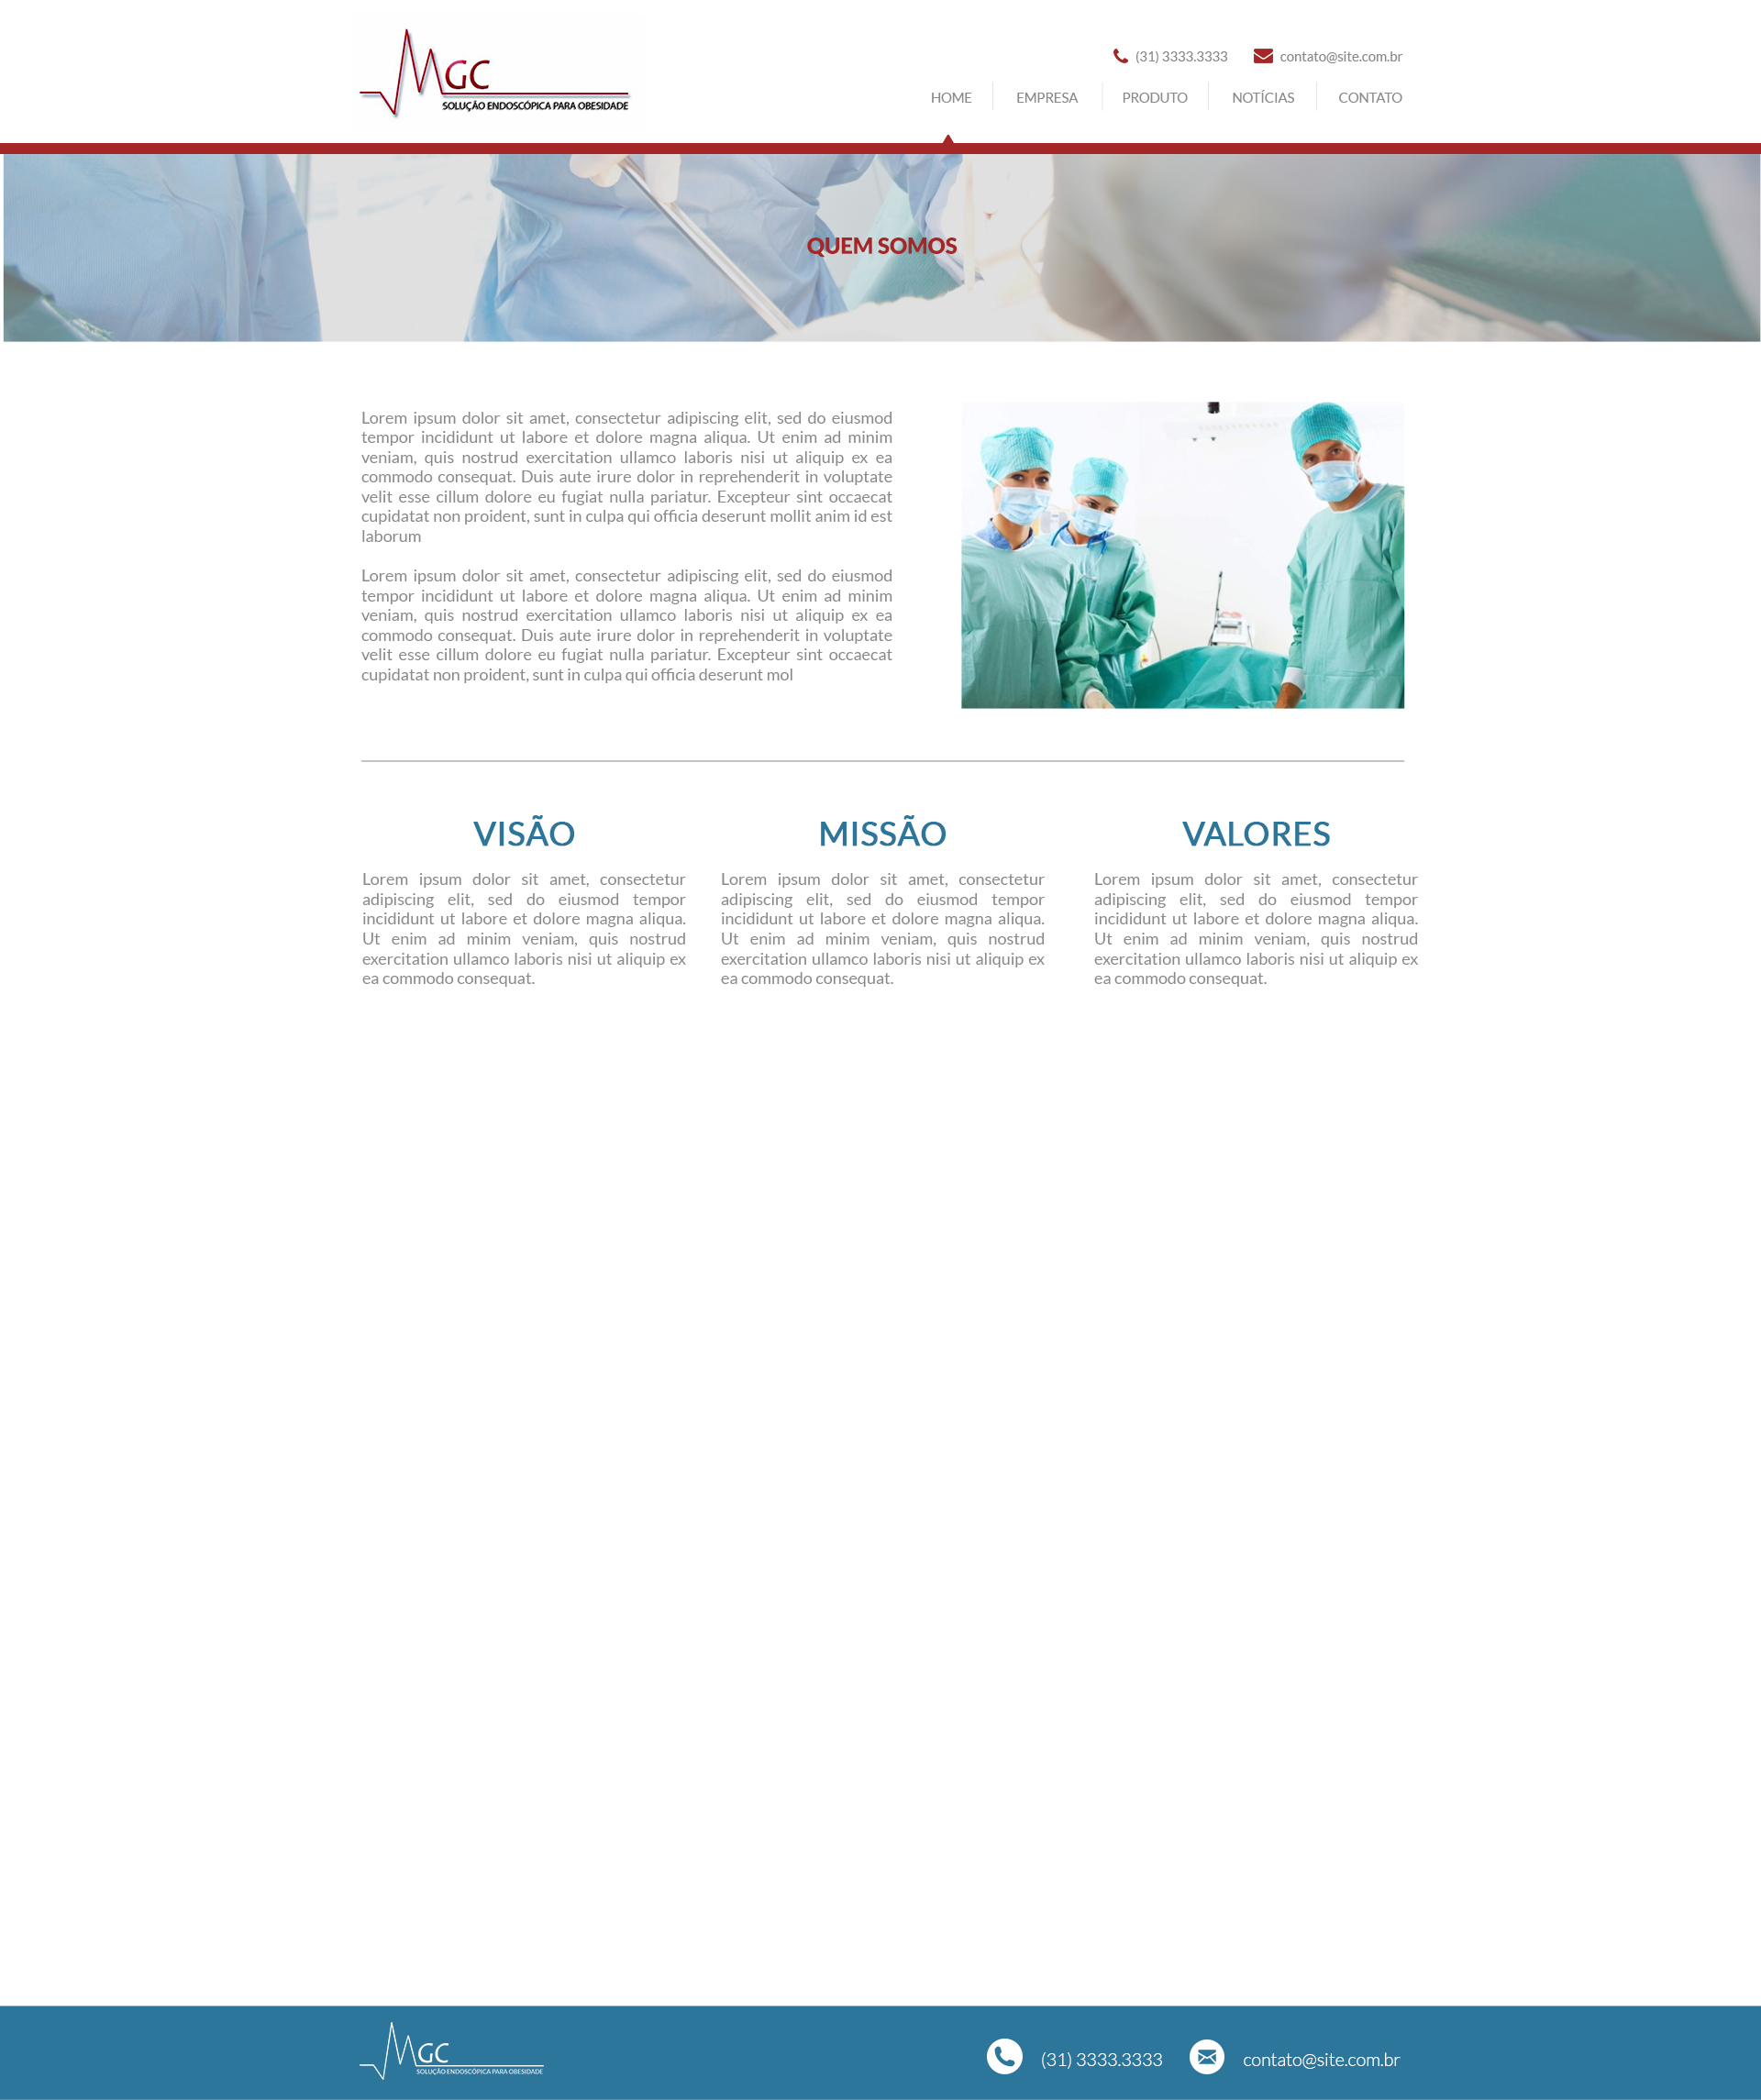 MGC
SOLUÇÃO ENDOSCÓPICA PARA OBESIDADE
(31) 3333.3333 contato@site.com.br
HOME EMPRESA PRODUTO NOTÍCIAS CONTATO
QUEM SOMOS
Lorem ipsum dolor sit amet, consectetur adipiscing elit, sed do eiusmod
tempor incididunt ut labore et dolore magna aliqua. Ut enim ad minim
veniam, quis nostrud exercitation ullamco laboris nisi ut aliquip ex ea
commodo consequat. Duis aute irure dolor in reprehenderit in voluptate
velit esse cillum dolore eu fugiat nulla pariatur. Excepteur sint occaecat
cupidatat non proident, sunt in culpa qui officia deserunt mollit anim id est
laborum
Lorem ipsum dolor sit amet, consectetur adipiscing elit, sed do eiusmod
tempor incididunt ut labore et dolore magna aliqua. Ut enim ad minim
veniam, quis nostrud exercitation ullamco laboris nisi ut aliquip ex ea
commodo consequat. Duis aute irure dolor in reprehenderit in voluptate
velit esse cillum dolore eu fugiat nulla pariatur. Excepteur sint occaecat
cupidatat non proident, sunt in culpa qui officia deserunt mol
VISÃO
Lorem ipsum dolor sit amet, consectetur
adipiscing elit, sed do eiusmod tempor
incididunt ut labore et dolore magna aliqua.
Ut enim ad minim veniam, quis nostrud
exercitation ullamco laboris nisi ut aliquip ex
ea commodo consequat.
MISSÃO
Lorem ipsum dolor sit amet, consectetur
adipiscing elit, sed do eiusmod tempor
incididunt ut labore et dolore magna aliqua.
Ut enim ad minim veniam, quis nostrud
exercitation ullamco laboris nisi ut aliquip ex
ea commodo consequat.
VALORES
Lorem ipsum dolor sit amet, consectetur
adipiscing elit, sed do eiusmod tempor
incididunt ut labore et dolore magna aliqua.
Ut enim ad minim veniam, quis nostrud
exercitation ullamco laboris nisi ut aliquip ex
ea commodo consequat.
MGC
SOLUÇÃO ENDOSCÓPICA PARA OBESIDADE
(31) 3333.3333 contato@site.com.br